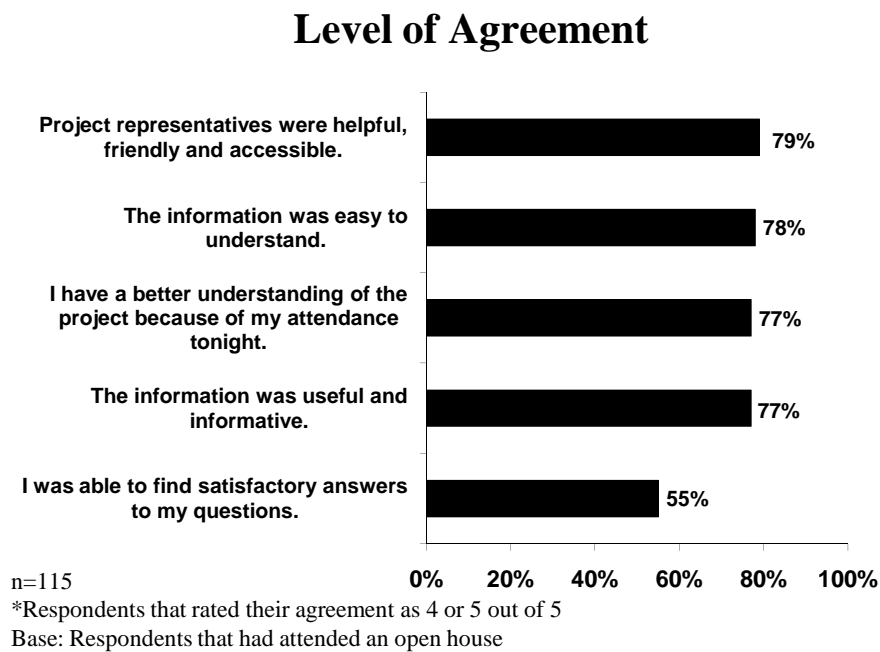 Level of Agreement
Project representatives were helpful,
friendly and accessible.
79%
The information was easy to
understand.
78%
I have a better understanding of the
project because of my attendance
tonight.
77%
The information was useful and
informative.
77%
I was able to find satisfactory answers
to my questions.
55%
0% 20% 40% 60% 80% 100%
n=115
*Respondents that rated their agreement as 4 or 5 out of 5
Base: Respondents that had attended an open house